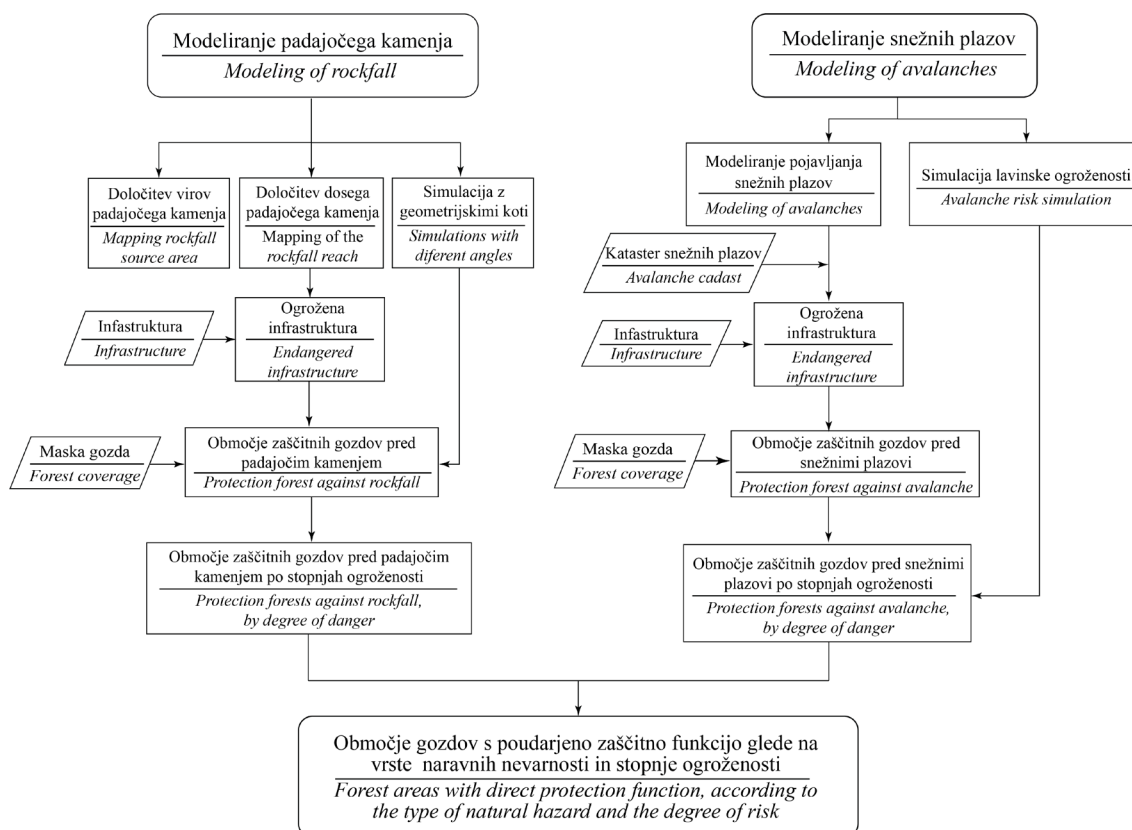 Modeliranje padajočega kamenja
Modeling of rockfall
Modeliranje snežnih plazov
Modeling of avalanches
Določitev virov
padajočega kamenja
Mapping rockfall
source area
Določitev dosega
padajočega kamenja
Mapping of the
rockfall reach
Simulacija z
geometrijskimi koti
Simulations with
diferent angles
Modeliranje pojavljanja
snežnih plazov
Modeling of avalanches
Simulacija lavinske ogroženosti
Avalanche risk simulation
Kataster snežnih plazov
Avalanche cadast
Infastruktura
Infrastructure
Ogrožena
infrastruktura
Endangered
infrastructure
Infastruktura
Infrastructure
Ogrožena
infrastruktura
Endangered
infrastructure
Maska gozda
Forest coverage
Območje zaščitnih gozdov pred
padajočim kamenjem
Protection forest against rockfall
Maska gozda
Forest coverage
Območje zaščitnih gozdov pred
snežnimi plazovi
Protection forest against avalanche
Območje zaščitnih gozdov pred padajočim
kamenjem po stopnjah ogroženosti
Protection forests against rockfall,
by degree of danger
Območje zaščitnih gozdov pred snežnimi
plazovi po stopnjah ogroženosti
Protection forests against avalanche,
by degree of danger
Območje gozdov s poudarjeno zaščitno funkcijo glede na
vrste naravnih nevarnosti in stopnje ogroženosti
Forest areas with direct protection function, according to
the type of natural hazard and the degree of risk